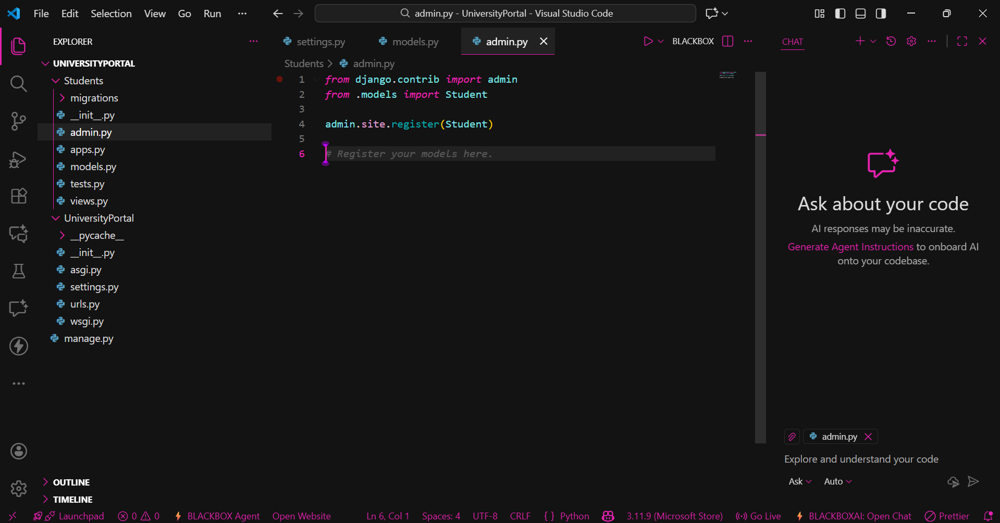 File Edit Selection View Go Run ···
admin.py - UniversityPortal - Visual Studio Code
EXPLORER
UNIVERSITYPORTAL
Students
migrations
__init__.py
admin.py
apps.py
models.py
tests.py
views.py
UniversityPortal
__pycache__
__init__.py
asgi.py
settings.py
urls.py
wsgi.py
manage.py
OUTLINE
TIMELINE
settings.py models.py admin.py
BLACKBOX
Students > admin.py
1 from django.contrib import admin
2 from .models import Student
3
4 admin.site.register(Student)
5
6 # Register your models here.
CHAT
Ask about your code
AI responses may be inaccurate.
Generate Agent Instructions to onboard AI
onto your codebase.
admin.py
Explore and understand your code
Ask Auto
Launchpad 0 0 BLACKBOX Agent Open Website Ln 6, Col 1 Spaces: 4 UTF-8 CRLF { } Python 3.11.9 (Microsoft Store) Go Live BLACKBOXAI: Open Chat Prettier